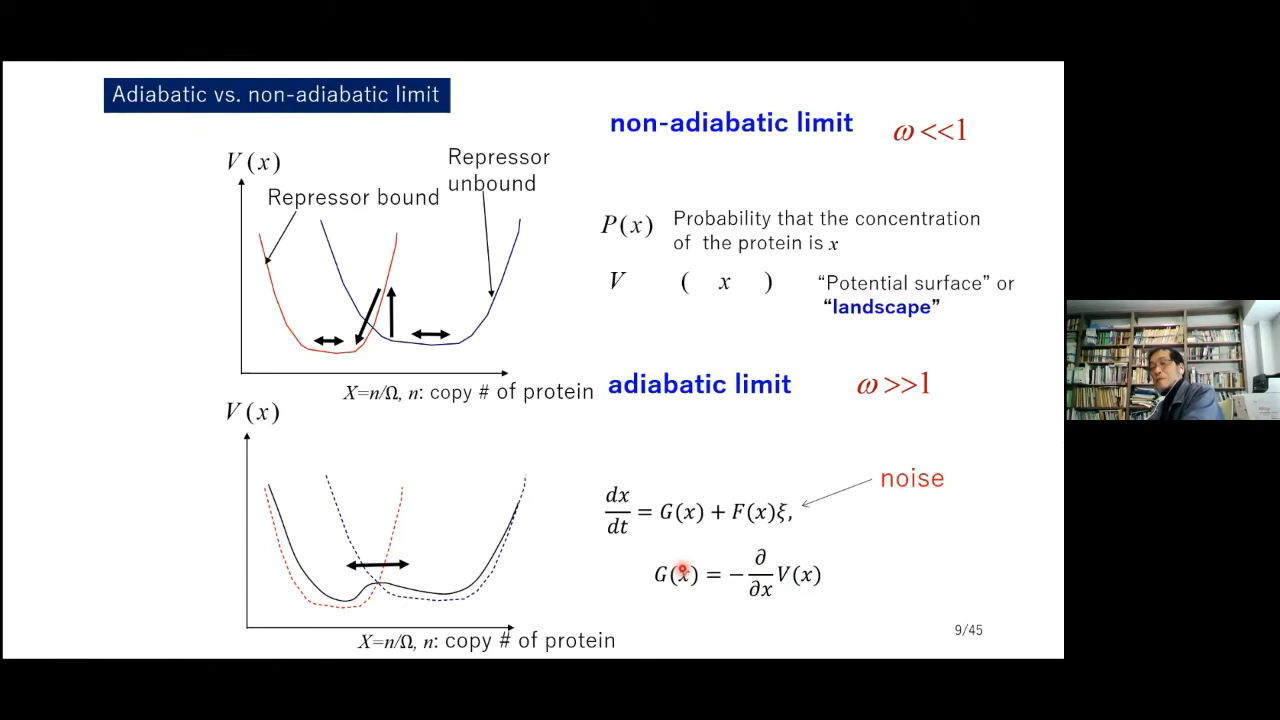 Adiabatic vs. non-adiabatic limit
non-adiabatic limit
ω <<1
V(x)
Repressor
unbound
Repressor bound
P(x)
Probability that the concentration
of the protein is x
V ( x )
“Potential surface” or
“landscape”
X=n/Ω, n: copy # of protein
adiabatic limit
ω >>1
V(x)
noise
dx/dt = G(x) + F(x)ξ,
G(x) = − ∂/∂x V(x)
X=n/Ω, n: copy # of protein
9/45